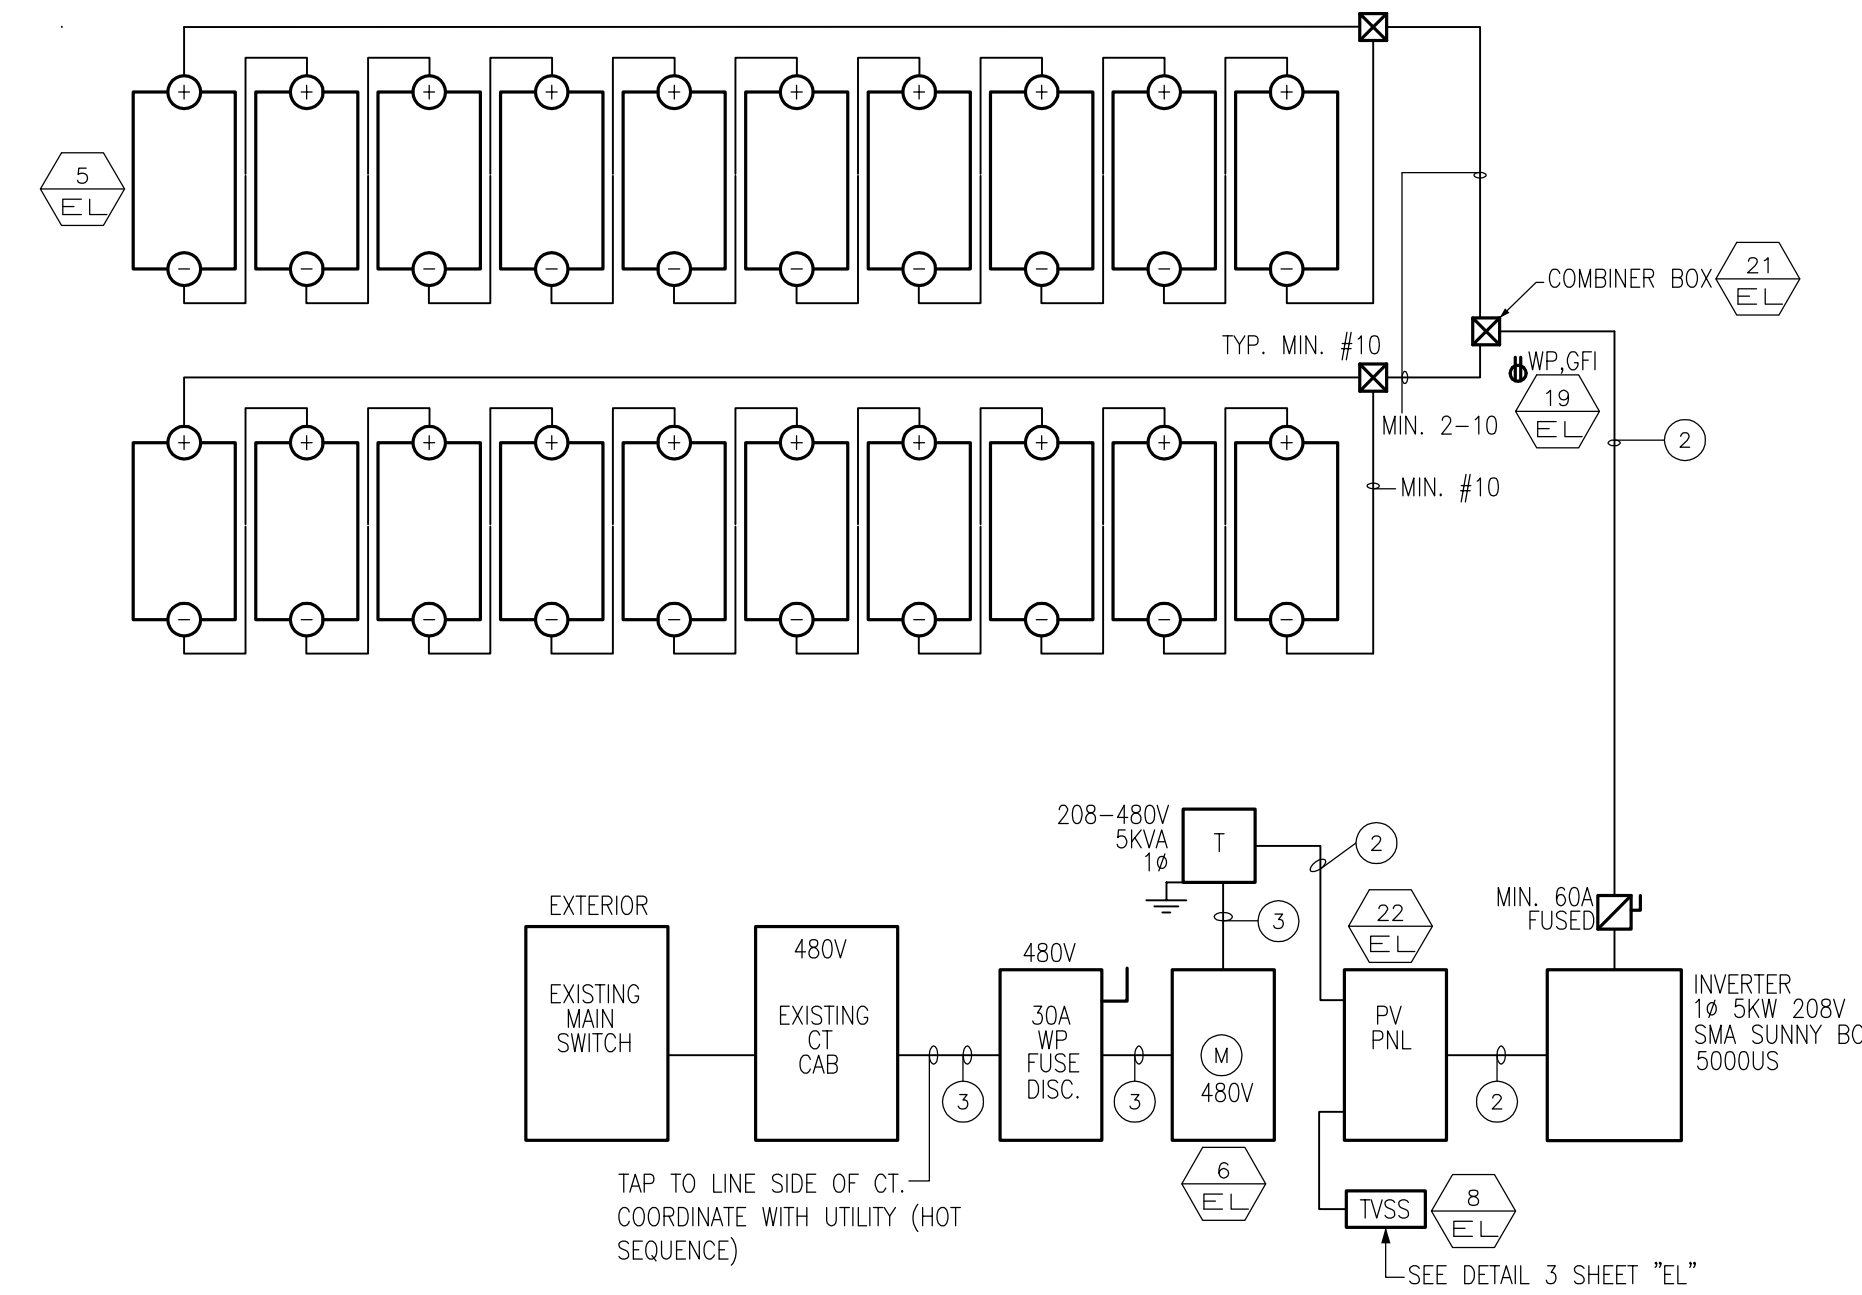 + + + + + + + + + +
5
EL
- - - - - - - - - -
21
EL
COMBINER BOX
TYP. MIN. #10
WP,GFI
19
EL
MIN. 2-10
2
+ + + + + + + + + +
MIN. #10
- - - - - - - - - -
208-480V
5KVA
1ø
T
2
3
MIN. 60A
FUSED
22
EL
EXTERIOR
EXISTING
MAIN
SWITCH
480V
EXISTING
CT
CAB
480V
30A
WP
FUSE
DISC.
M
480V
PV
PNL
INVERTER
1ø 5KW 208V
SMA SUNNY BO
5000US
3
3
2
6
EL
TAP TO LINE SIDE OF CT.
COORDINATE WITH UTILITY (HOT
SEQUENCE)
TVSS
8
EL
SEE DETAIL 3 SHEET "EL"